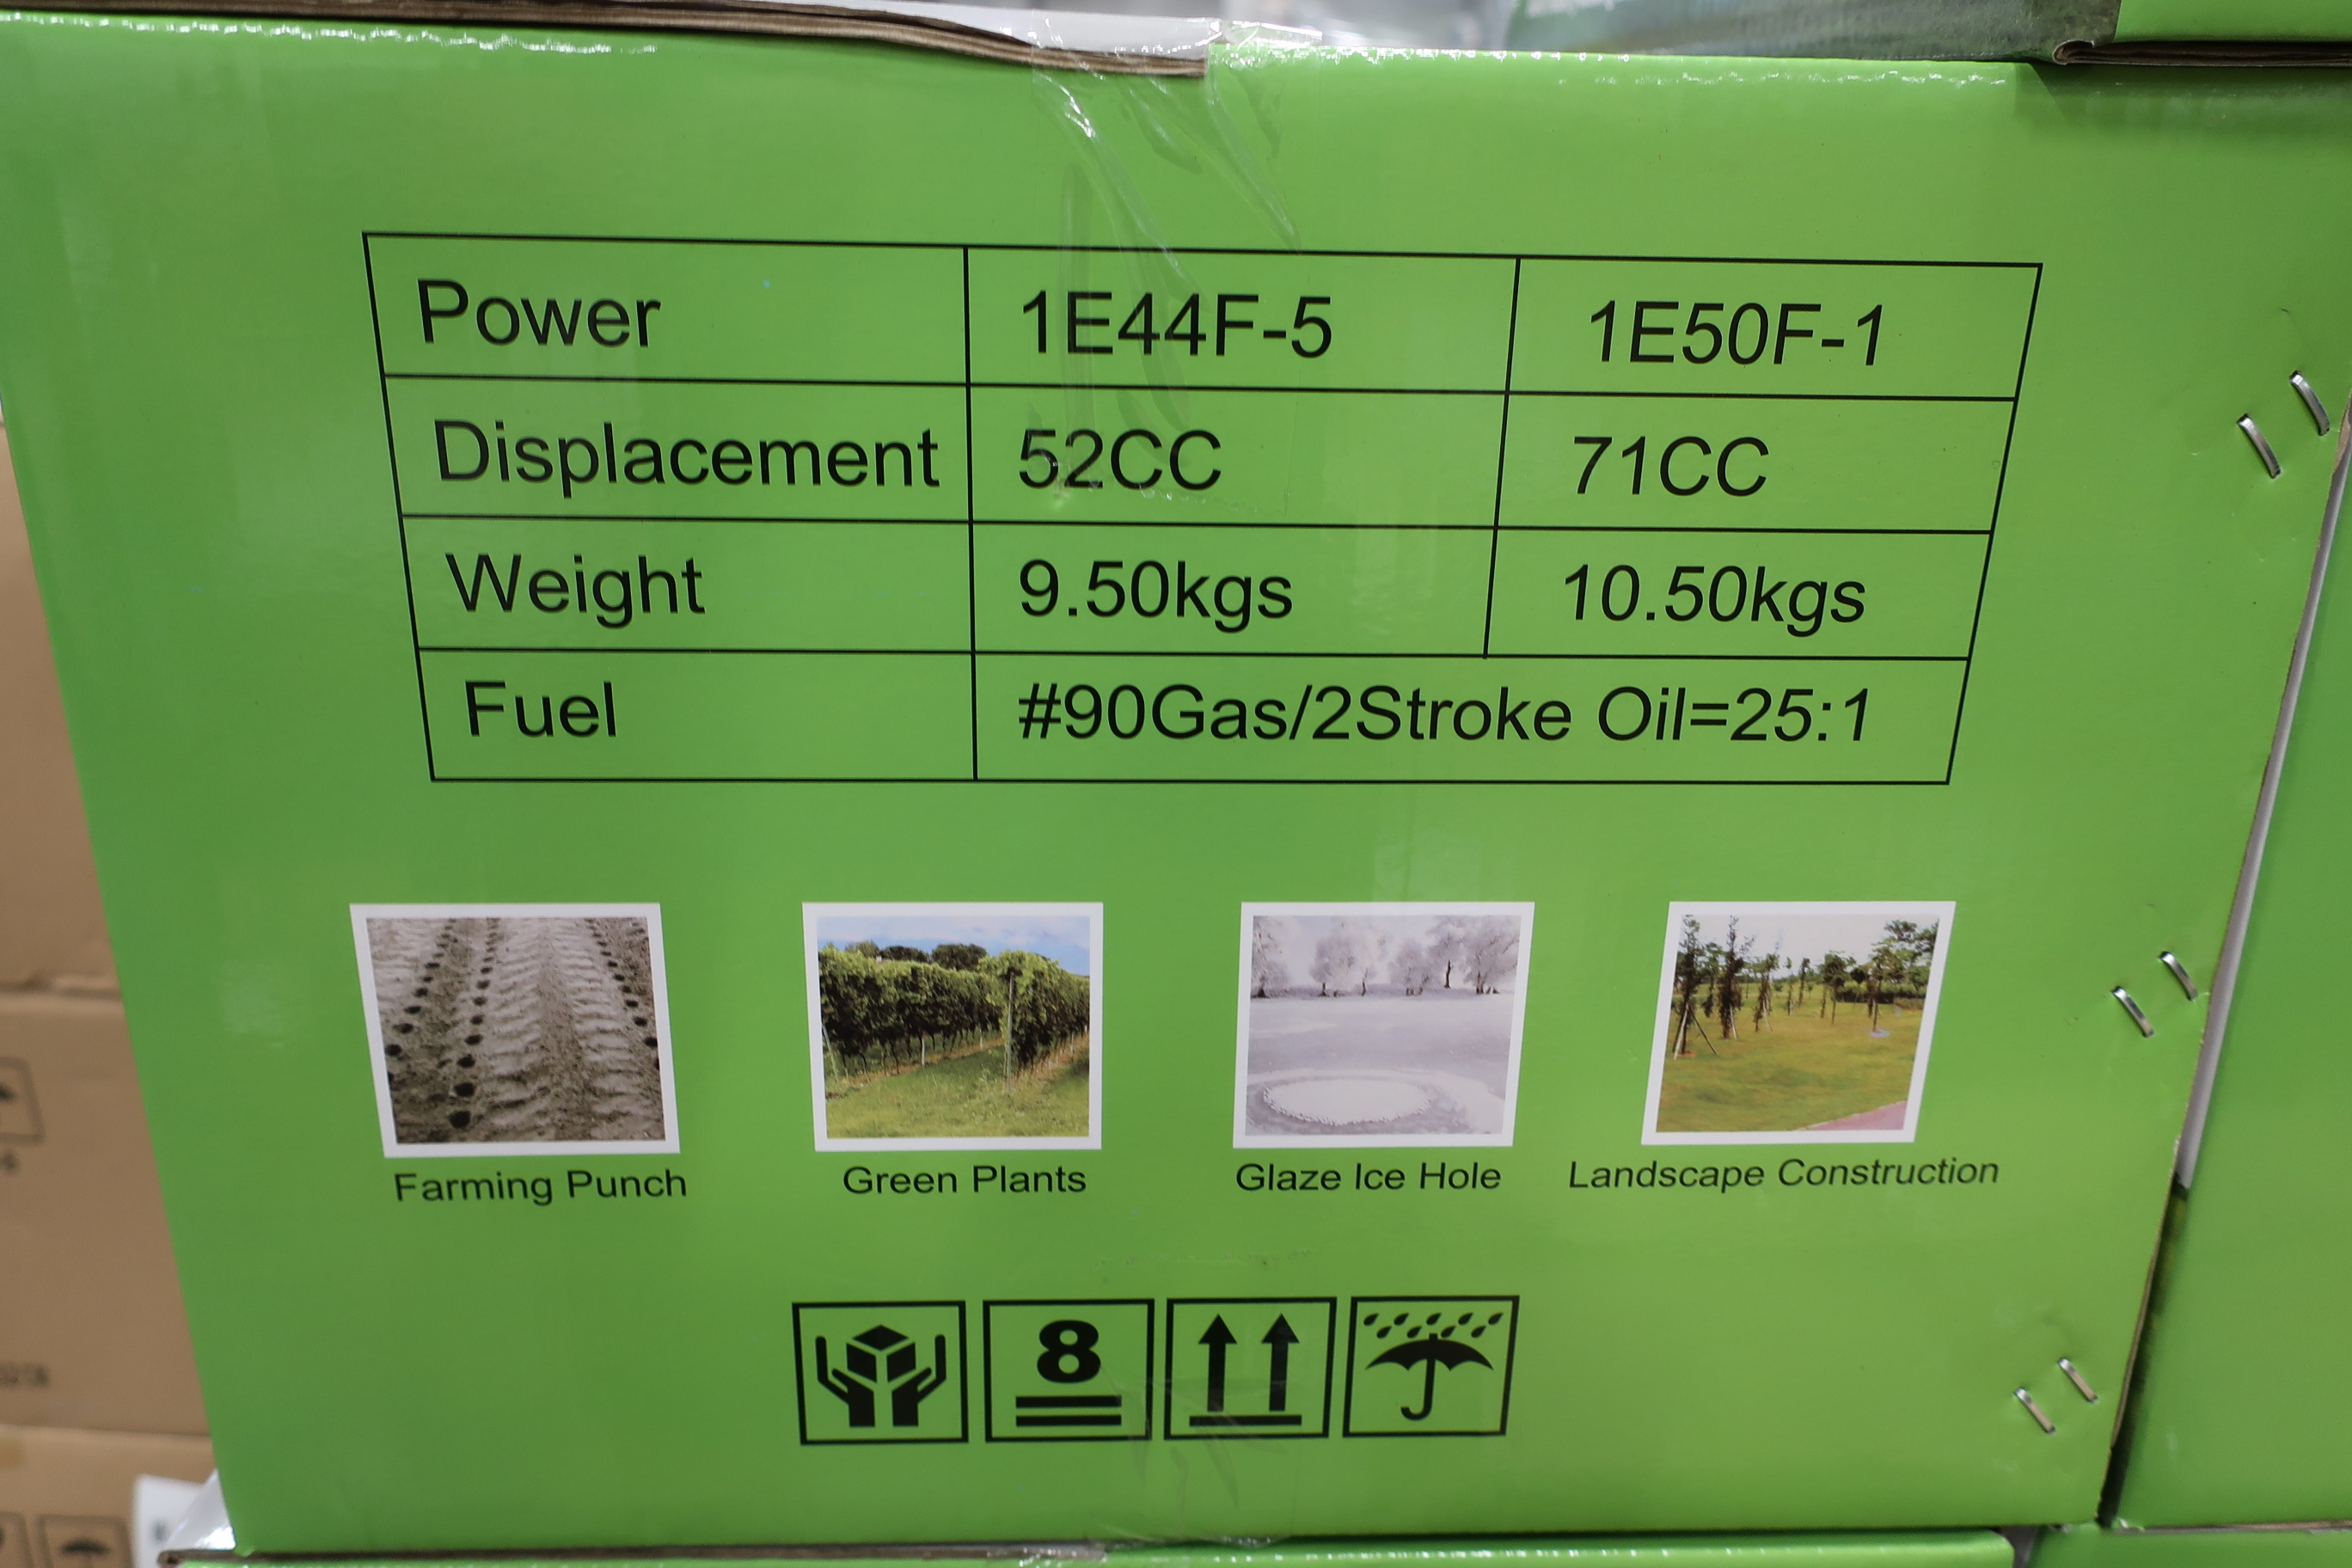 Power 1E44F-5 1E50F-1
Displacement 52CC 71CC
Weight 9.50kgs 10.50kgs
Fuel #90Gas/2Stroke Oil=25:1
Farming Punch Green Plants Glaze Ice Hole Landscape Construction
8